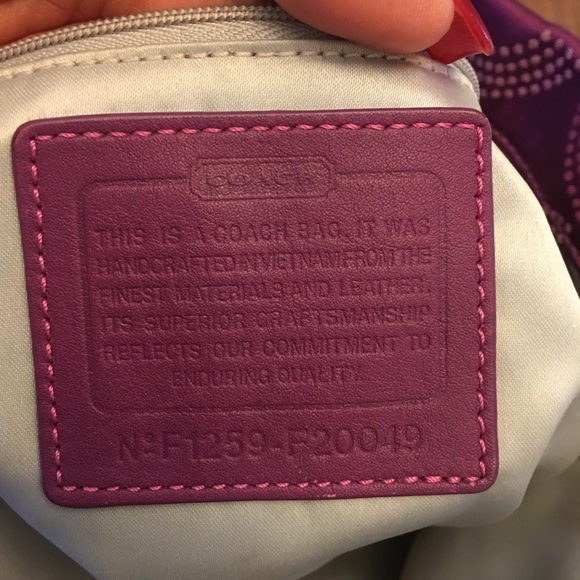 COACH
THIS IS A COACH BAG. IT WAS
HANDCRAFTED IN VIETNAM FROM THE
FINEST MATERIALS AND LEATHER.
ITS SUPERIOR CRAFTSMANSHIP
REFLECTS OUR COMMITMENT TO
ENDURING QUALITY.
Nº F1259-F20049